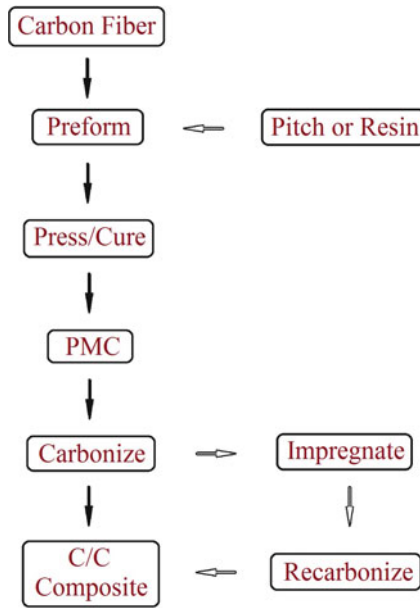 Carbon Fiber
Preform
Pitch or Resin
Press/Cure
PMC
Carbonize
Impregnate
C/C
Composite
Recarbonize